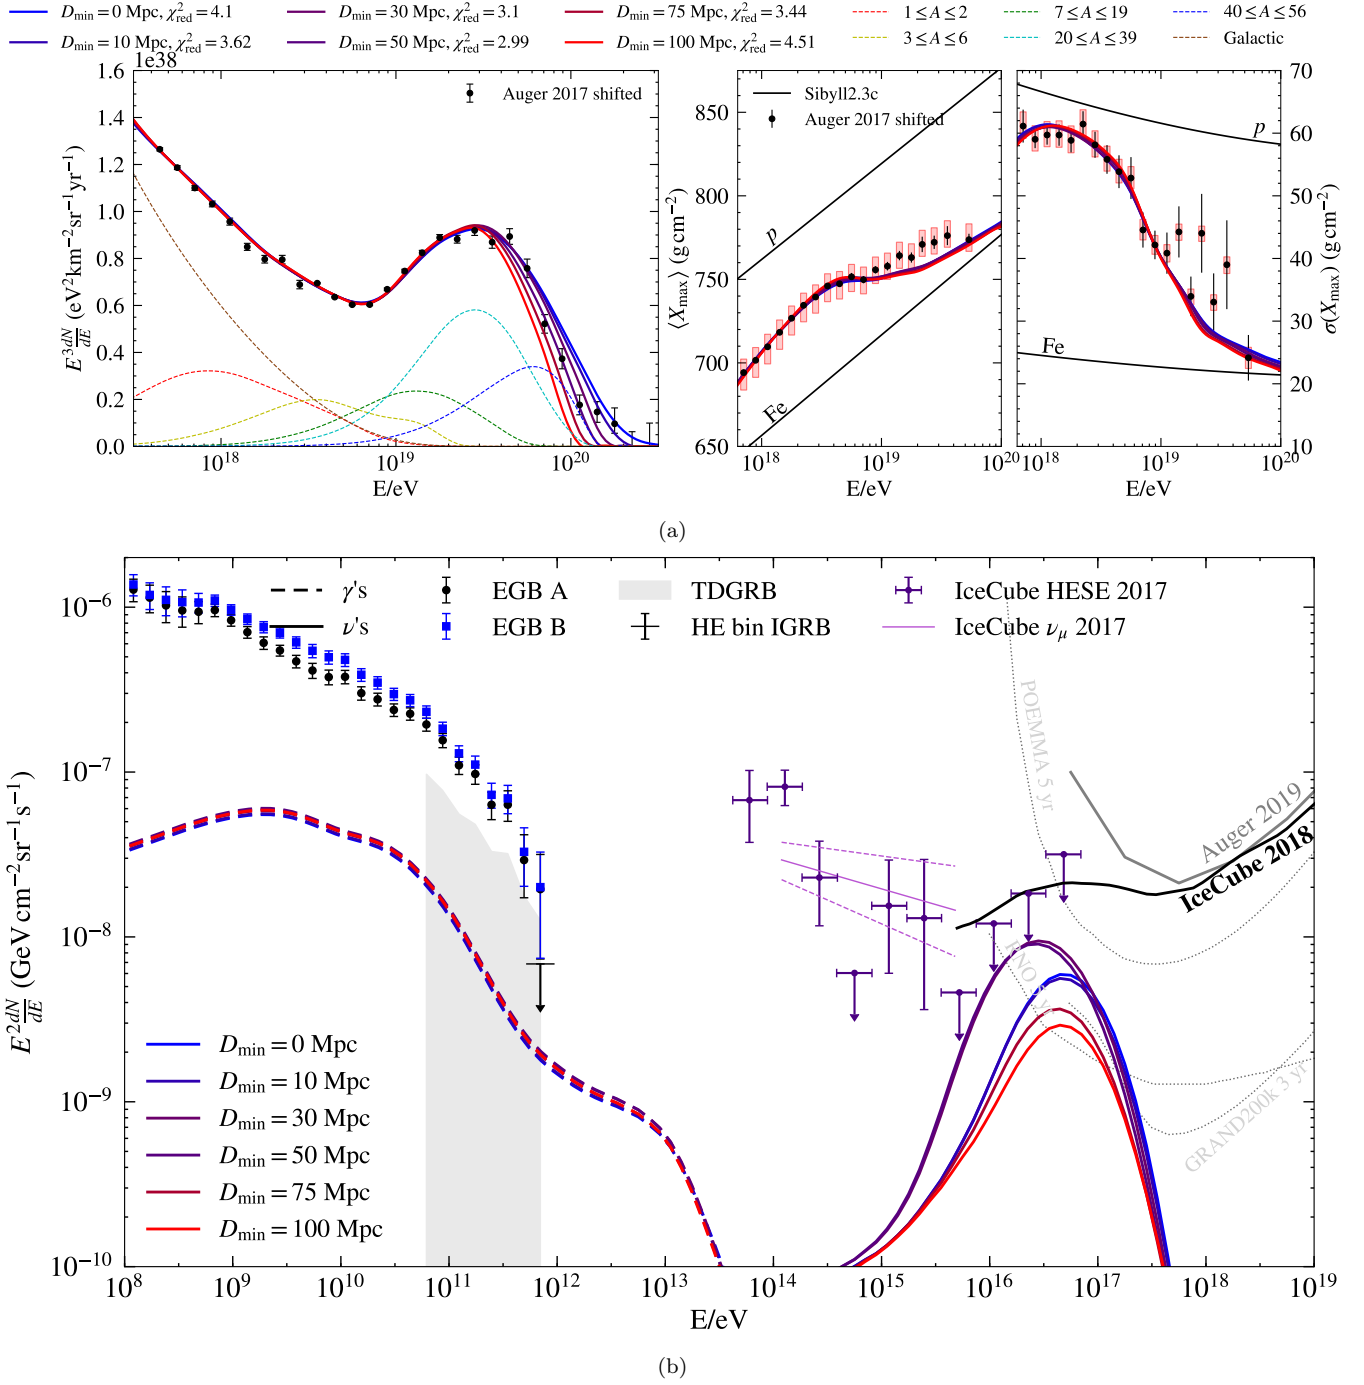 D_min = 0 Mpc, χ²_red = 4.1
D_min = 10 Mpc, χ²_red = 3.62
D_min = 30 Mpc, χ²_red = 3.1
D_min = 50 Mpc, χ²_red = 2.99
D_min = 75 Mpc, χ²_red = 3.44
D_min = 100 Mpc, χ²_red = 4.51
1 ≤ A ≤ 2
3 ≤ A ≤ 6
7 ≤ A ≤ 19
20 ≤ A ≤ 39
40 ≤ A ≤ 56
Galactic
1e38
1.6
1.4
1.2
1.0
0.8
0.6
0.4
0.2
0.0
E³ dN/dE (eV² km⁻² sr⁻¹ yr⁻¹)
Auger 2017 shifted
10¹⁸
10¹⁹
10²⁰
E/eV
850
800
750
700
650
⟨X_max⟩ (g cm⁻²)
Sibyll2.3c
Auger 2017 shifted
p
Fe
10¹⁸
10¹⁹
10²⁰
E/eV
p
Fe
70
60
50
40
30
20
10
σ(X_max) (g cm⁻²)
10¹⁸
10¹⁹
10²⁰
E/eV
(a)
10⁻⁶
10⁻⁷
10⁻⁸
10⁻⁹
10⁻¹⁰
E² dN/dE (GeV cm⁻² sr⁻¹ s⁻¹)
γ's
ν's
EGB A
EGB B
TDGRB
HE bin IGRB
IceCube HESE 2017
IceCube ν_μ 2017
POEMMA 5 yr
Auger 2019
IceCube 2018
GRAND200k 3 yr
D_min = 0 Mpc
D_min = 10 Mpc
D_min = 30 Mpc
D_min = 50 Mpc
D_min = 75 Mpc
D_min = 100 Mpc
10⁸
10⁹
10¹⁰
10¹¹
10¹²
10¹³
10¹⁴
10¹⁵
10¹⁶
10¹⁷
10¹⁸
10¹⁹
E/eV
(b)